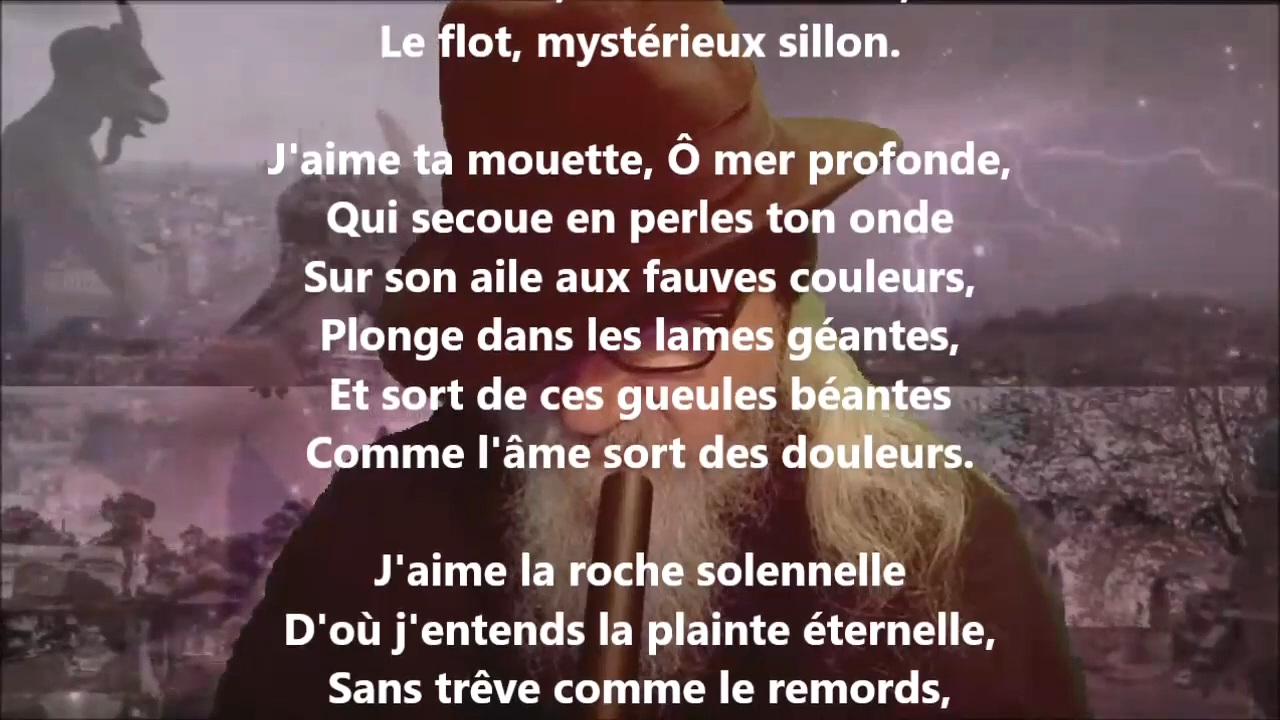 Le flot, mystérieux sillon.
J'aime ta mouette, Ô mer profonde,
Qui secoue en perles ton onde
Sur son aile aux fauves couleurs,
Plonge dans les lames géantes,
Et sort de ces gueules béantes
Comme l'âme sort des douleurs.
J'aime la roche solennelle
D'où j'entends la plainte éternelle,
Sans trêve comme le remords,